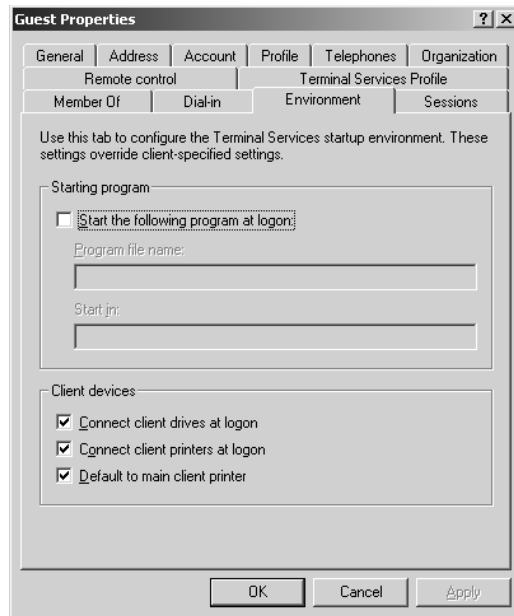 Guest Properties
? ×
General Address Account Profile Telephones Organization
Remote control Terminal Services Profile
Member Of Dial-in Environment Sessions
Use this tab to configure the Terminal Services startup environment. These
settings override client-specified settings.
Starting program
Start the following program at logon:
Program file name:
Start in:
Client devices
Connect client drives at logon
Connect client printers at logon
Default to main client printer
OK Cancel Apply